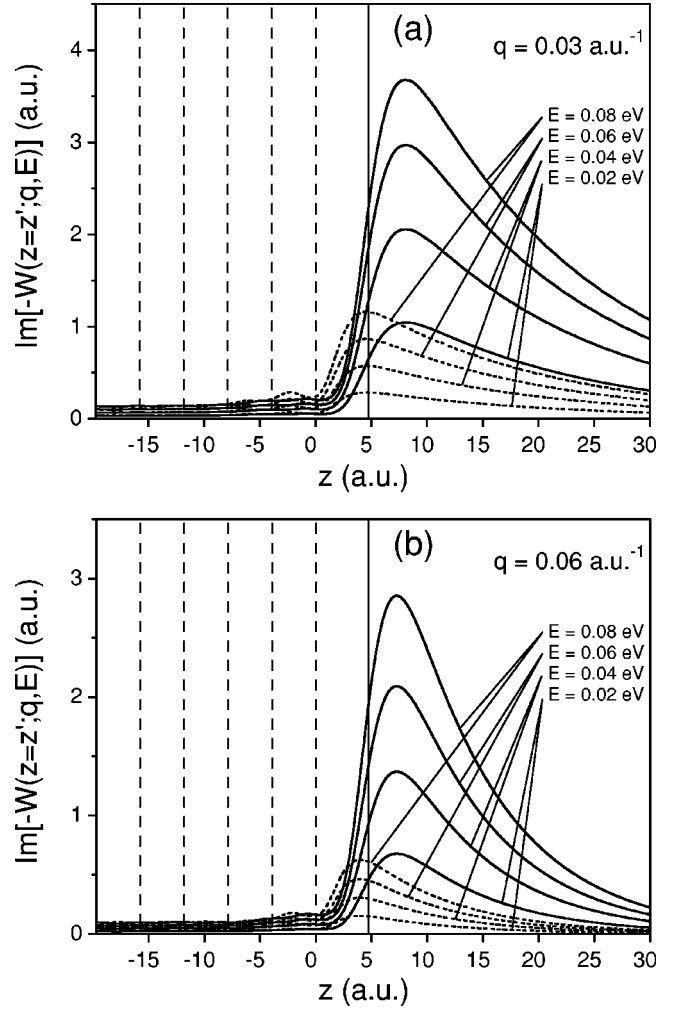 (a)
q = 0.03 a.u.⁻¹
Im[-W(z=z';q,E)] (a.u.)
4
3
2
1
0
E = 0.08 eV
E = 0.06 eV
E = 0.04 eV
E = 0.02 eV
-15 -10 -5 0 5 10 15 20 25 30
z (a.u.)
(b)
q = 0.06 a.u.⁻¹
Im[-W(z=z';q,E)] (a.u.)
3
2
1
0
E = 0.08 eV
E = 0.06 eV
E = 0.04 eV
E = 0.02 eV
-15 -10 -5 0 5 10 15 20 25 30
z (a.u.)